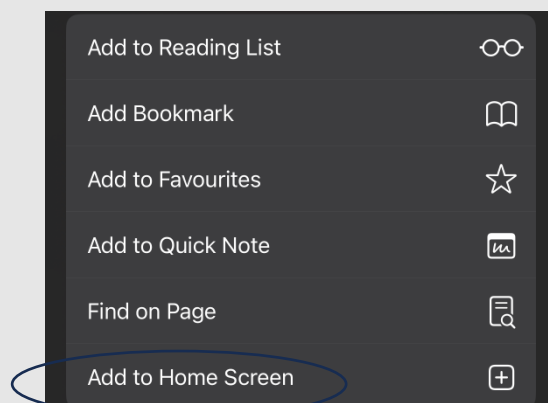 Add to Reading List
Add Bookmark
Add to Favourites
Add to Quick Note
Find on Page
Add to Home Screen